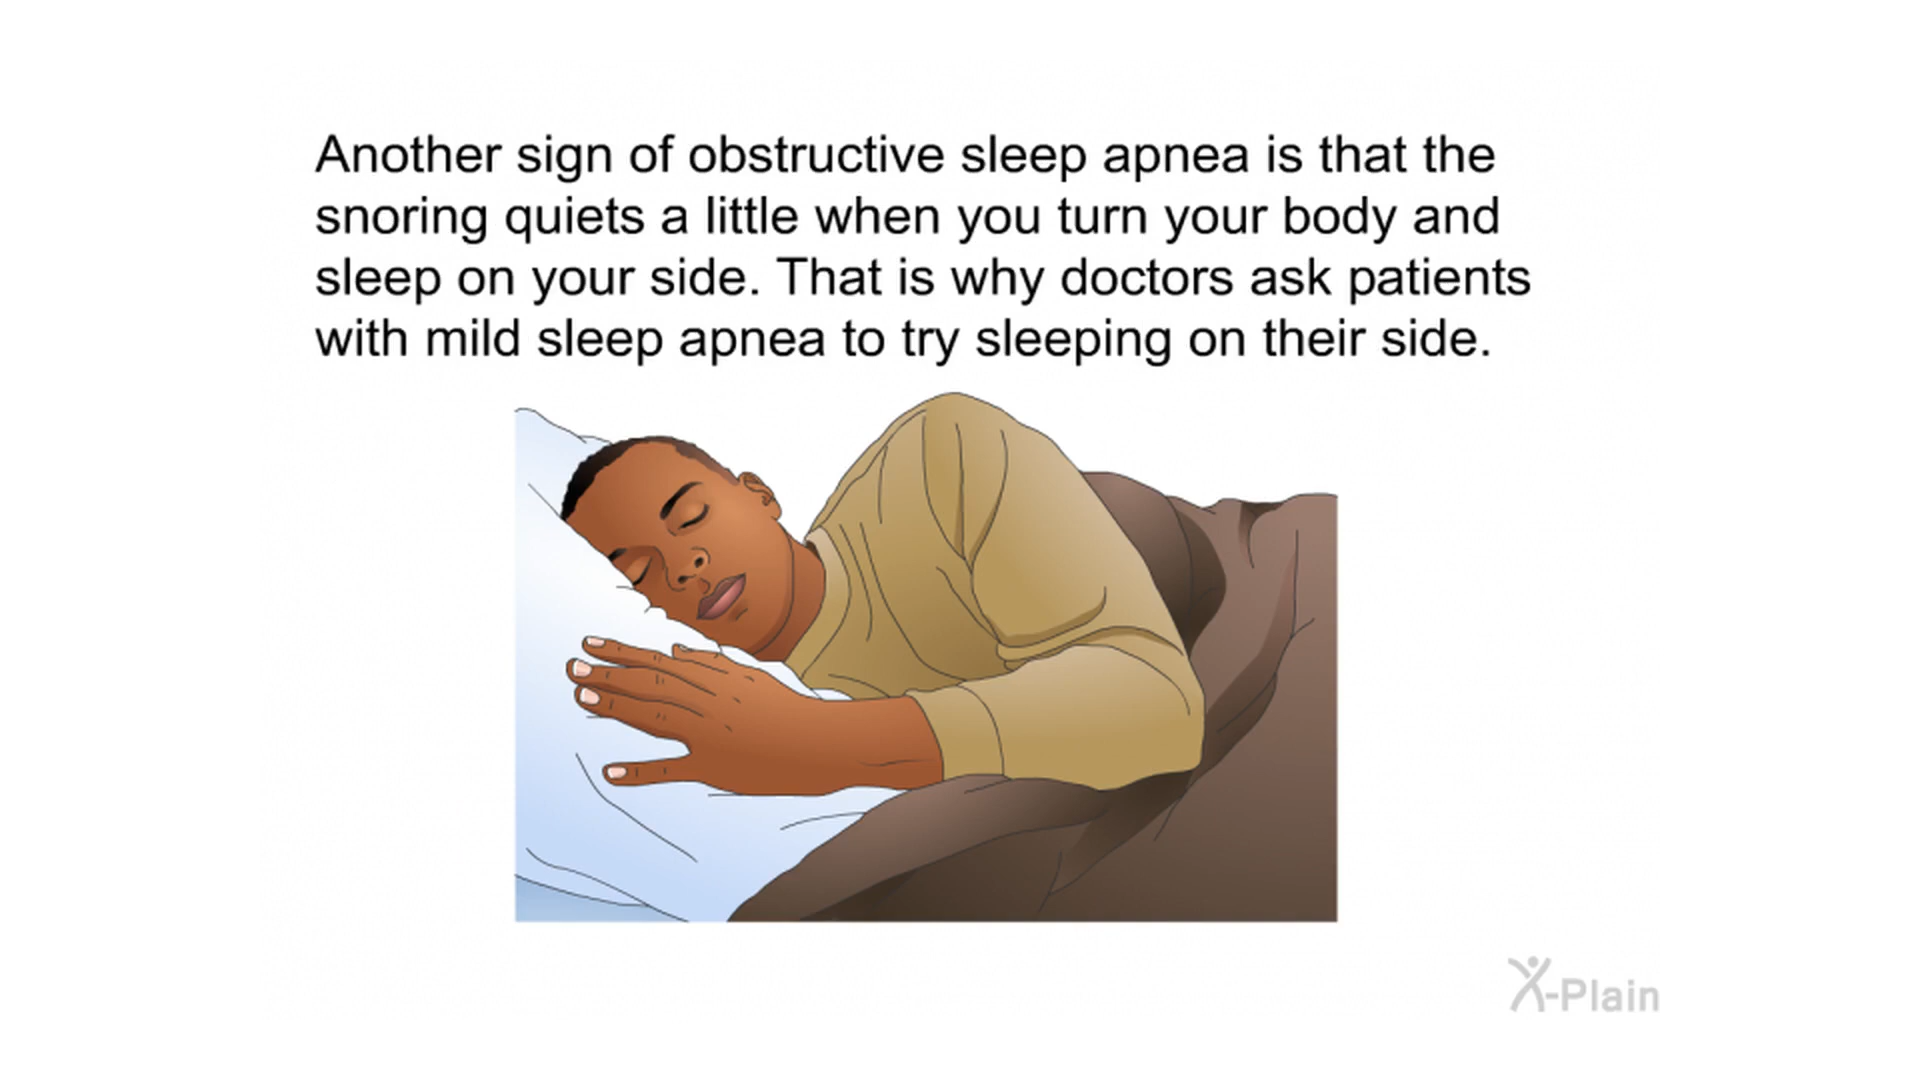 Another sign of obstructive sleep apnea is that the
snoring quiets a little when you turn your body and
sleep on your side. That is why doctors ask patients
with mild sleep apnea to try sleeping on their side.
X-Plain